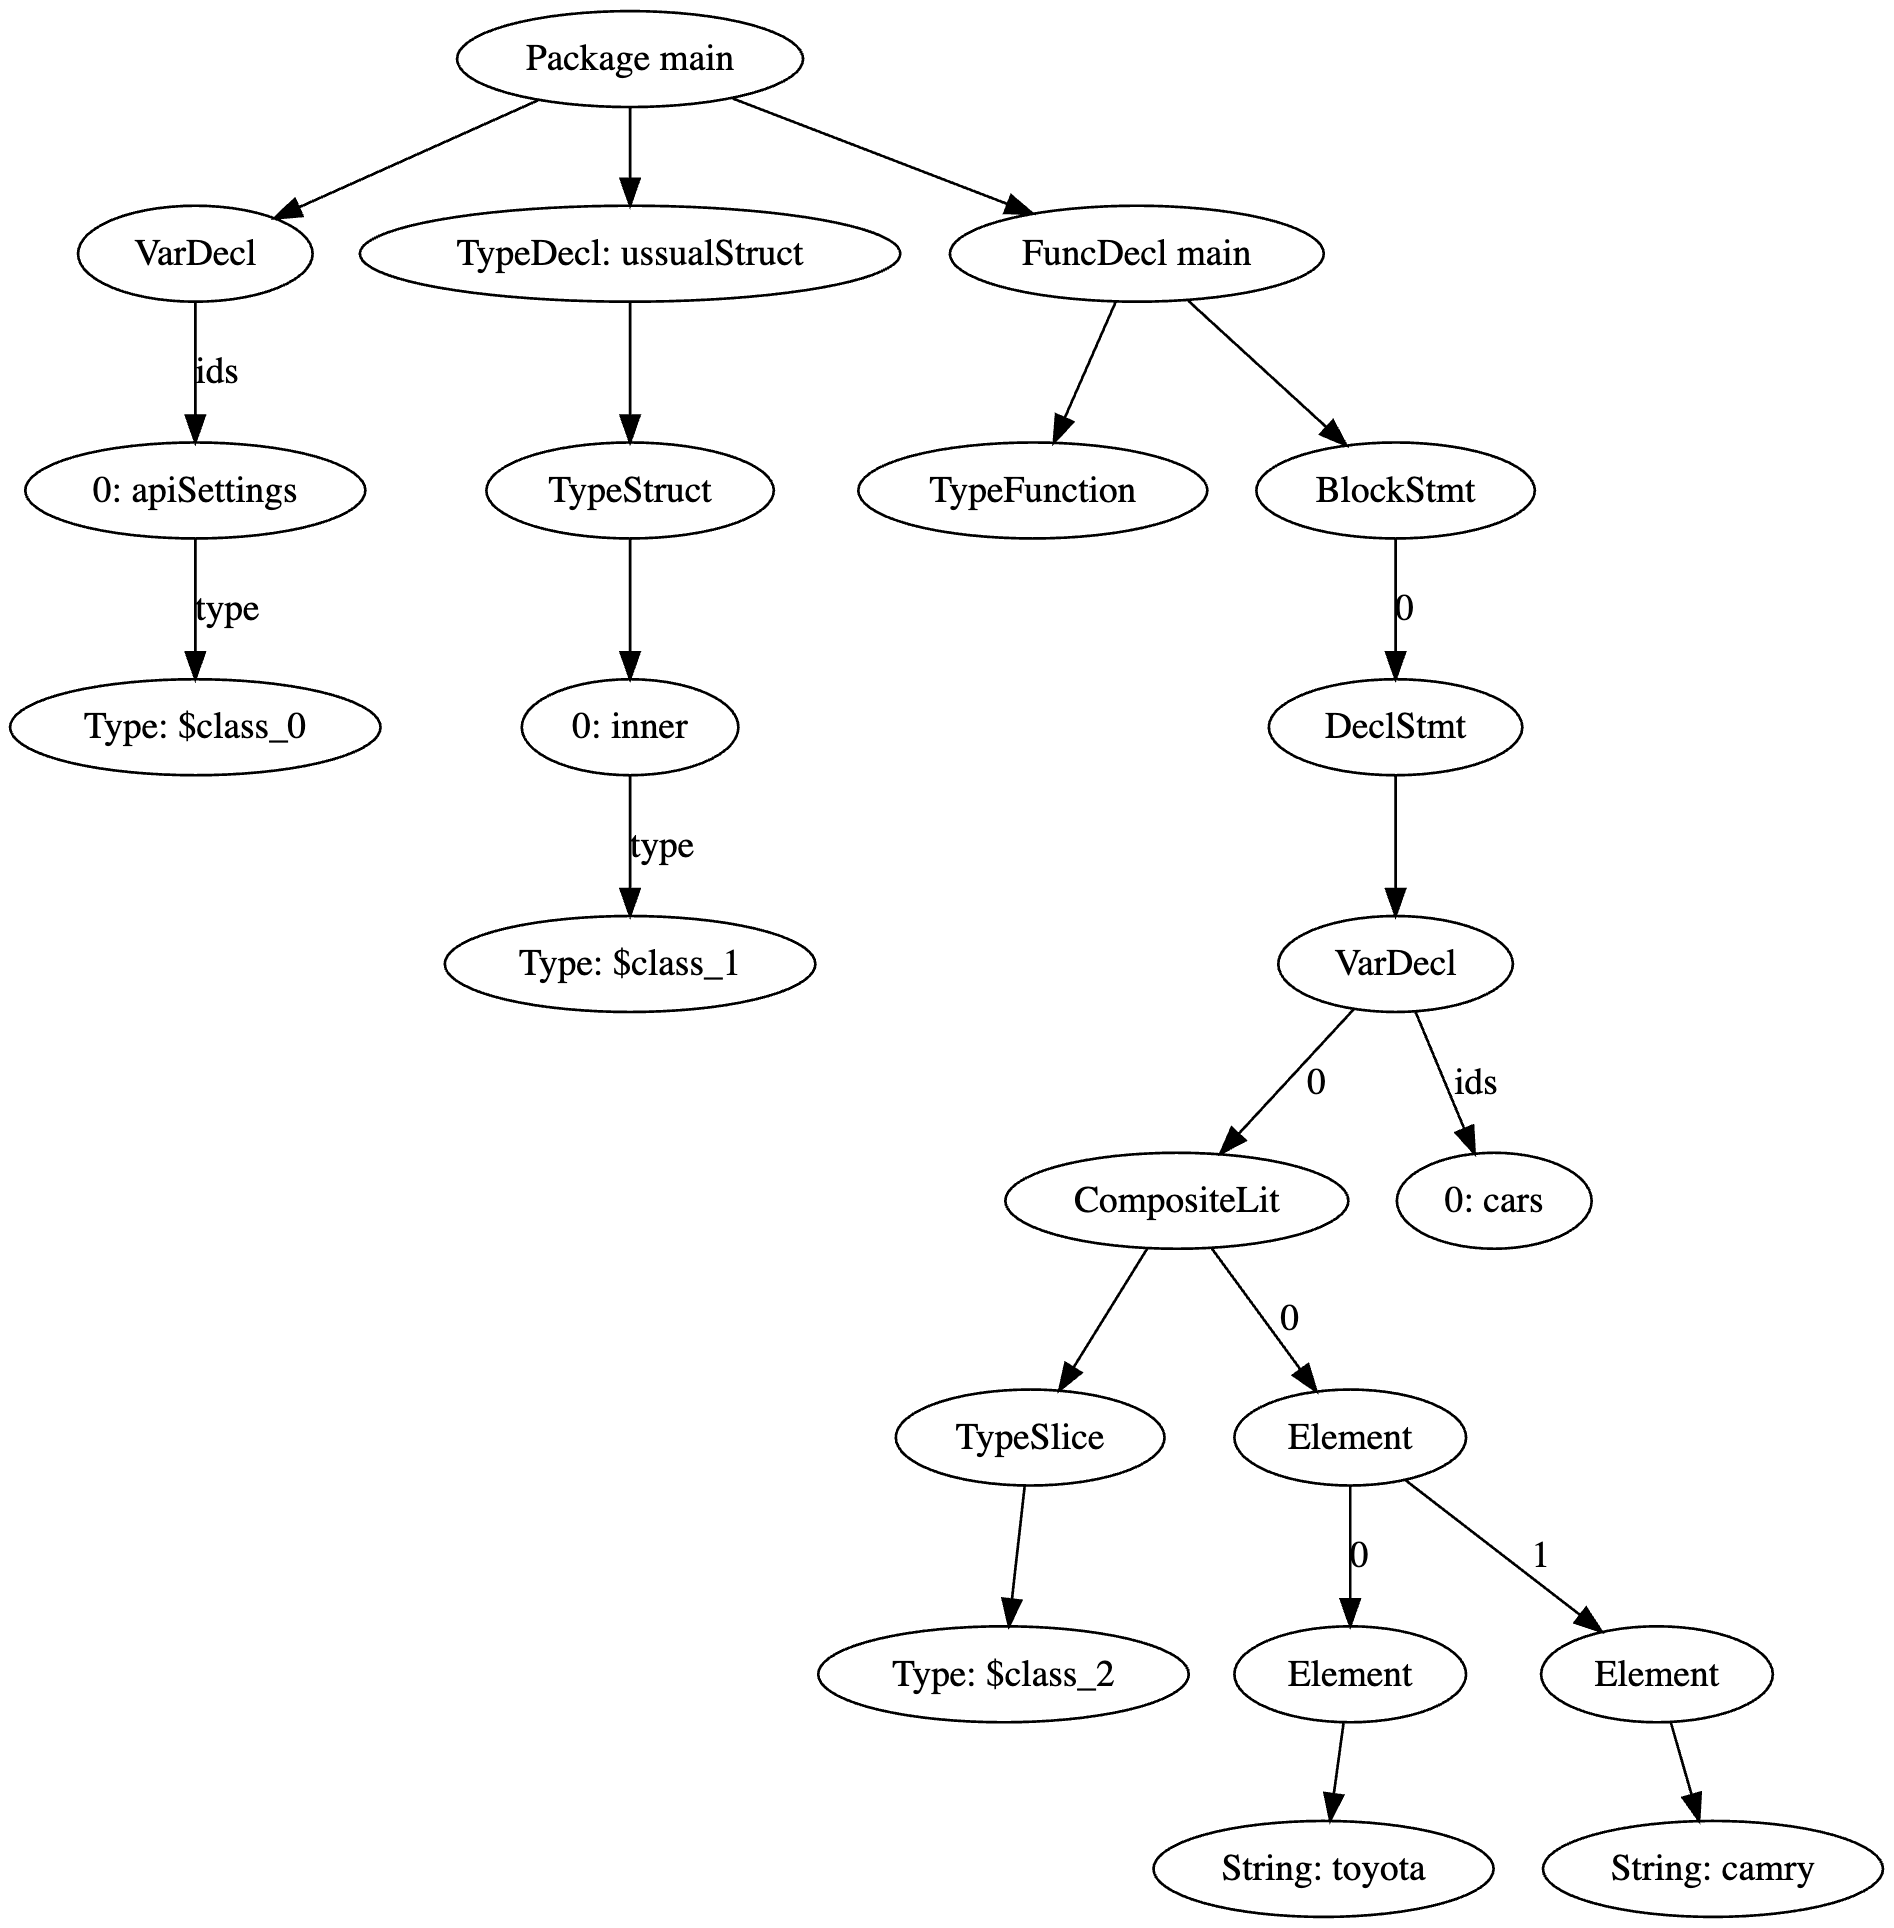 Package main
VarDecl
TypeDecl: ussualStruct
FuncDecl main
ids
0: apiSettings
TypeStruct
TypeFunction
BlockStmt
type
0
Type: $class_0
0: inner
DeclStmt
type
Type: $class_1
VarDecl
0
ids
CompositeLit
0: cars
0
TypeSlice
Element
0
1
Type: $class_2
Element
Element
String: toyota
String: camry